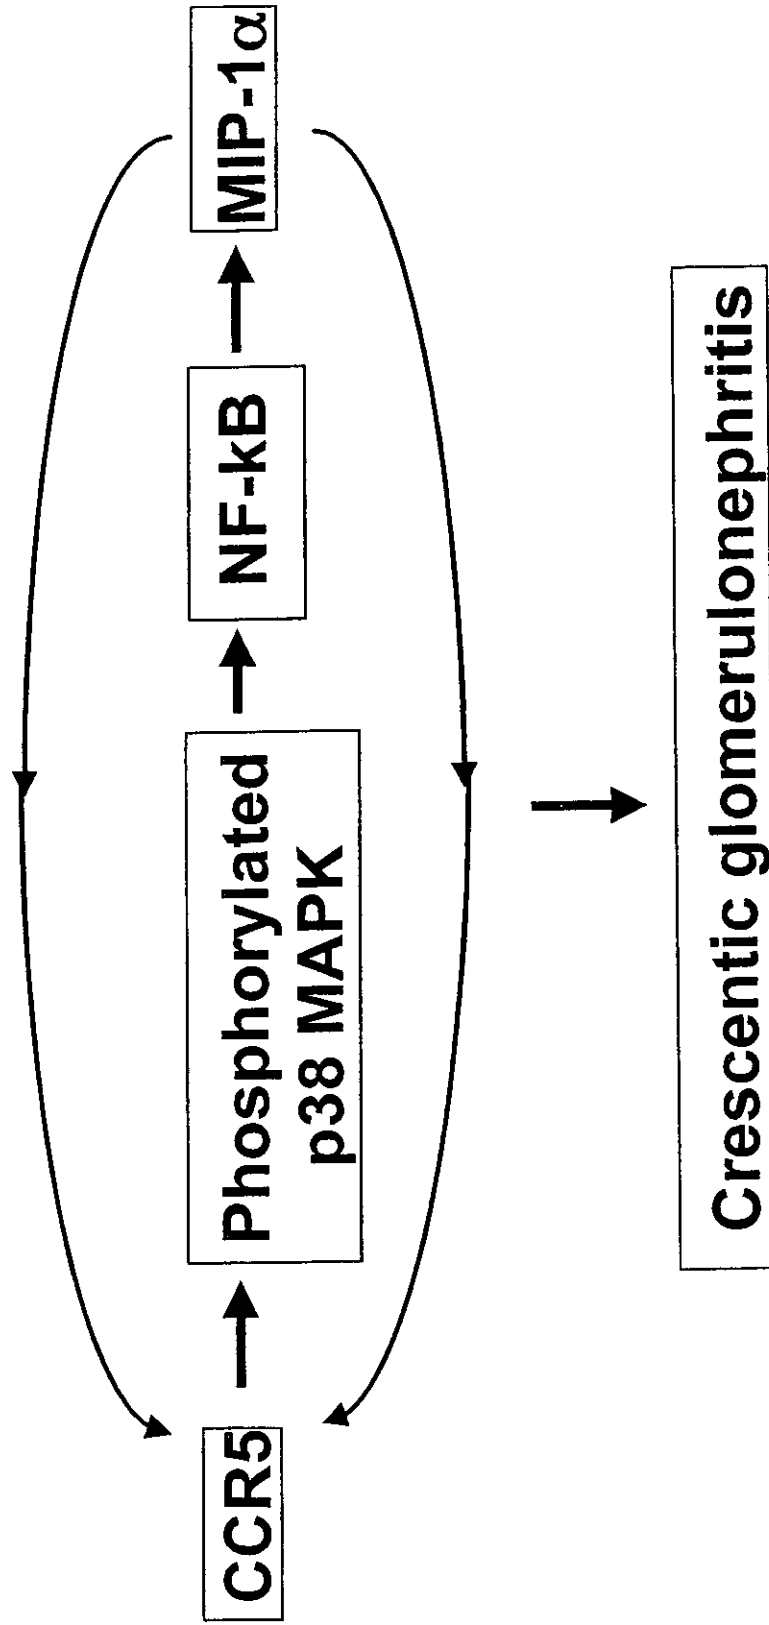 CCR5
Phosphorylated
p38 MAPK
NF-kB
MIP-1α
Crescentic glomerulonephritis